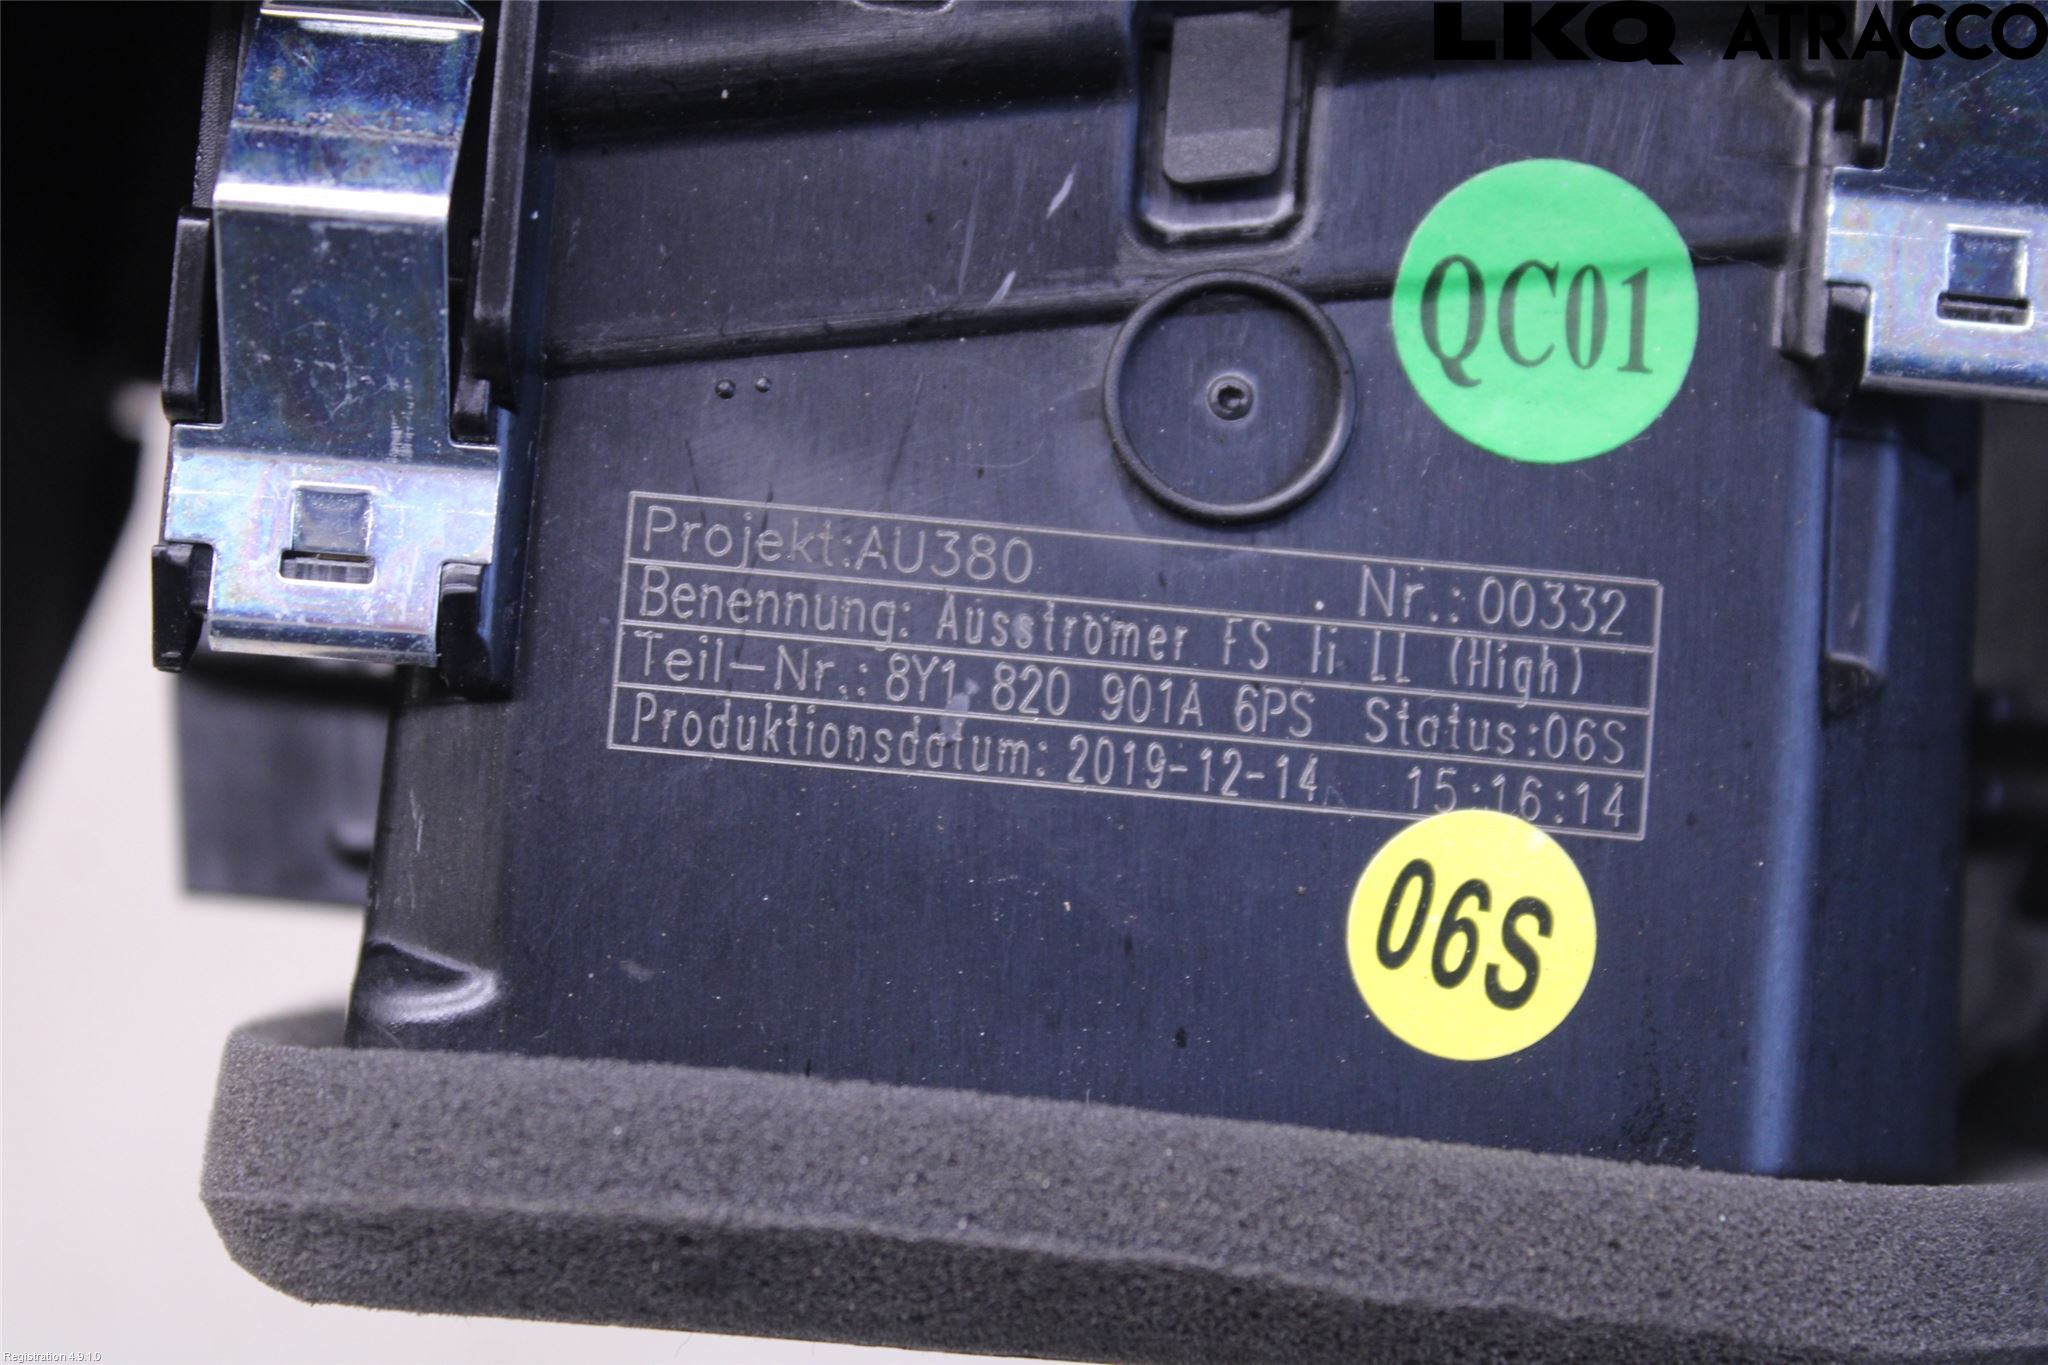 LKQ ATRACCO
QC01
Projekt:AU380 Nr.:00332
Benennung: Ausströmer FS li LL (High)
Teil-Nr.: 8Y1 820 901A 6PS Status:06S
Produktionsdatum: 2019-12-14 15:16:14
06S
Registration 4.9.1.0